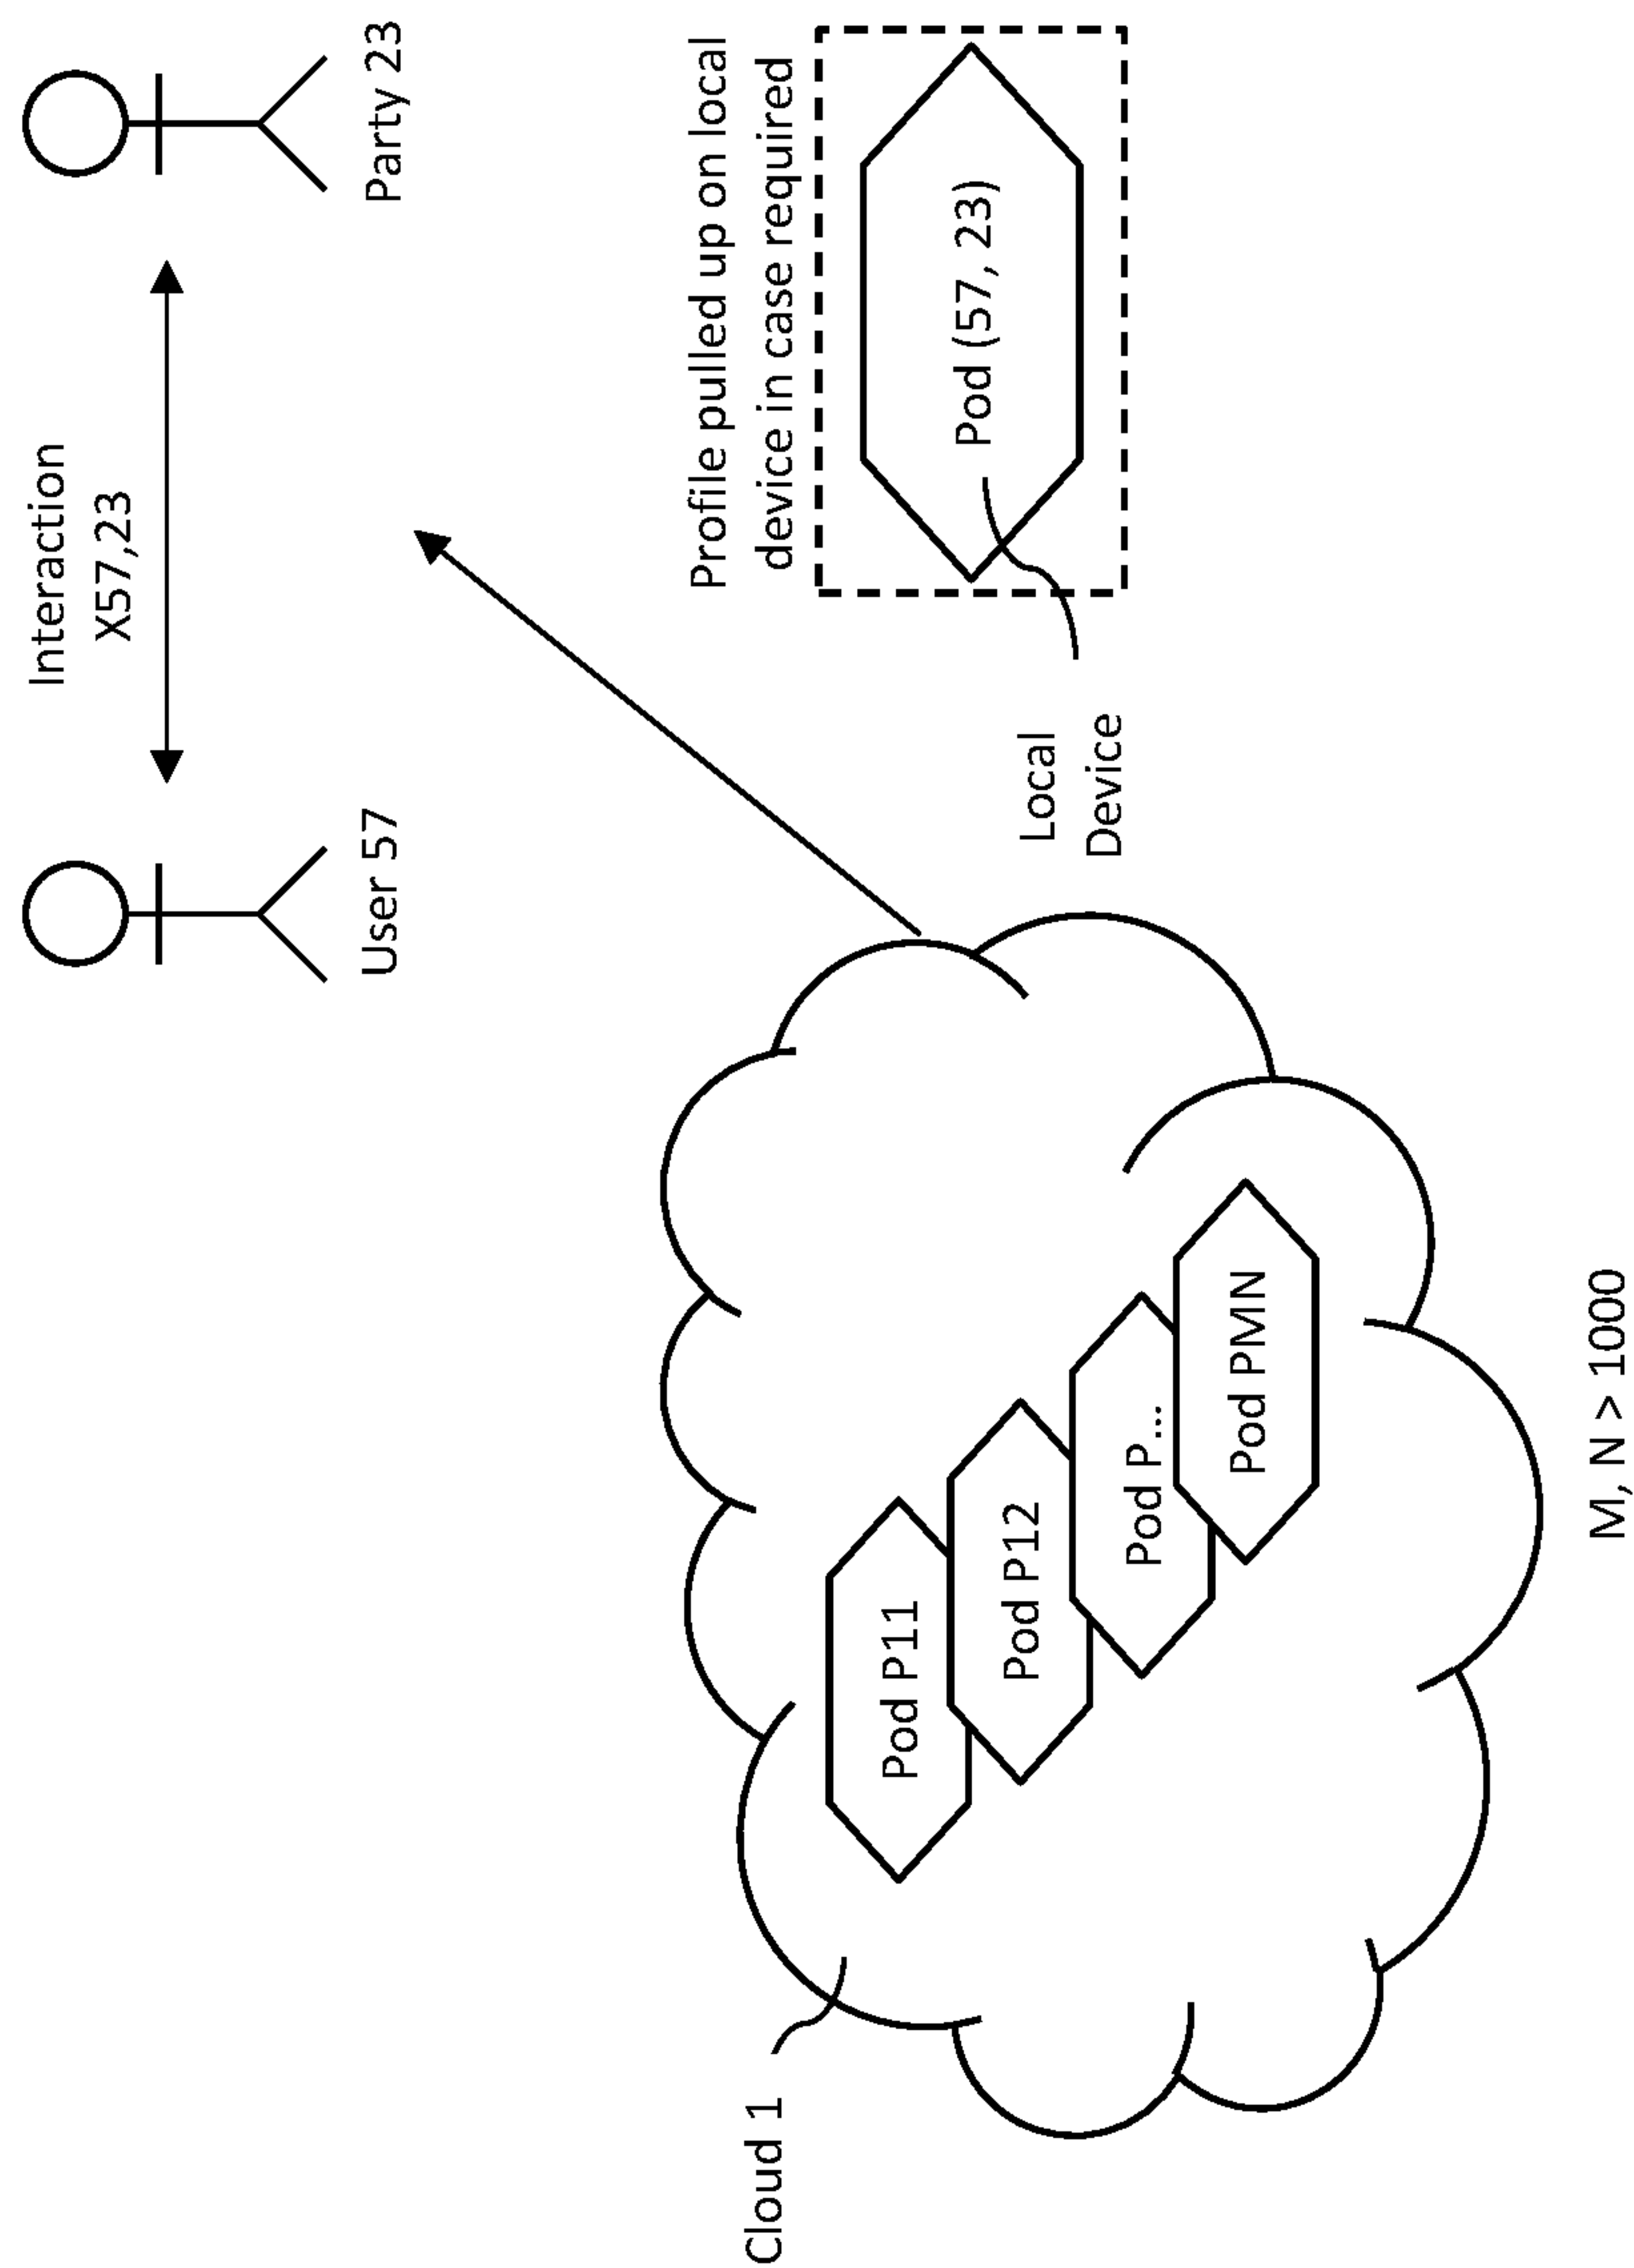 Interaction
X57,23
User 57
Party 23
Profile pulled up on local
device in case required
Pod (57, 23)
Local
Device
Cloud 1
Pod P11
Pod P12
Pod P...
Pod PMN
M, N > 1000